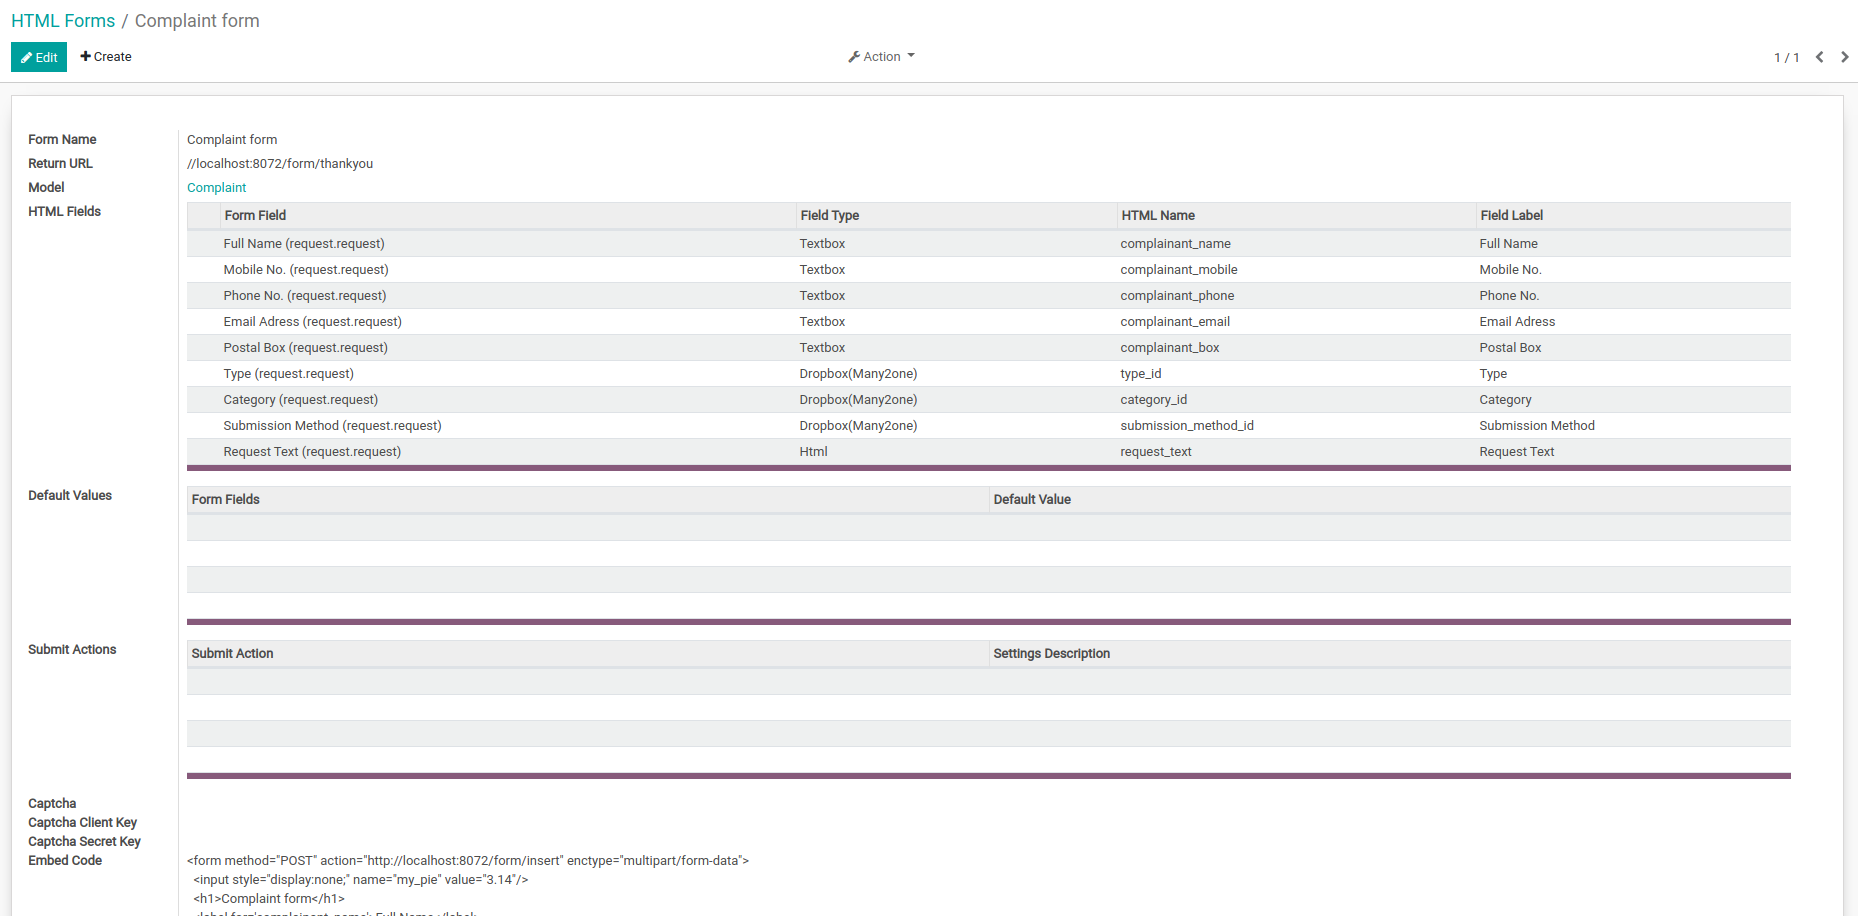 HTML Forms / Complaint form
Edit Create Action 1 / 1
Form Name Complaint form
Return URL //localhost:8072/form/thankyou
Model Complaint
HTML Fields
Form Field Field Type HTML Name Field Label
Full Name (request.request) Textbox complainant_name Full Name
Mobile No. (request.request) Textbox complainant_mobile Mobile No.
Phone No. (request.request) Textbox complainant_phone Phone No.
Email Adress (request.request) Textbox complainant_email Email Adress
Postal Box (request.request) Textbox complainant_box Postal Box
Type (request.request) Dropbox(Many2one) type_id Type
Category (request.request) Dropbox(Many2one) category_id Category
Submission Method (request.request) Dropbox(Many2one) submission_method_id Submission Method
Request Text (request.request) Html request_text Request Text
Default Values
Form Fields Default Value
Submit Actions
Submit Action Settings Description
Captcha
Captcha Client Key
Captcha Secret Key
Embed Code
<form method="POST" action="http://localhost:8072/form/insert" enctype="multipart/form-data">
<input style="display:none;" name="my_pie" value="3.14"/>
<h1>Complaint form</h1>